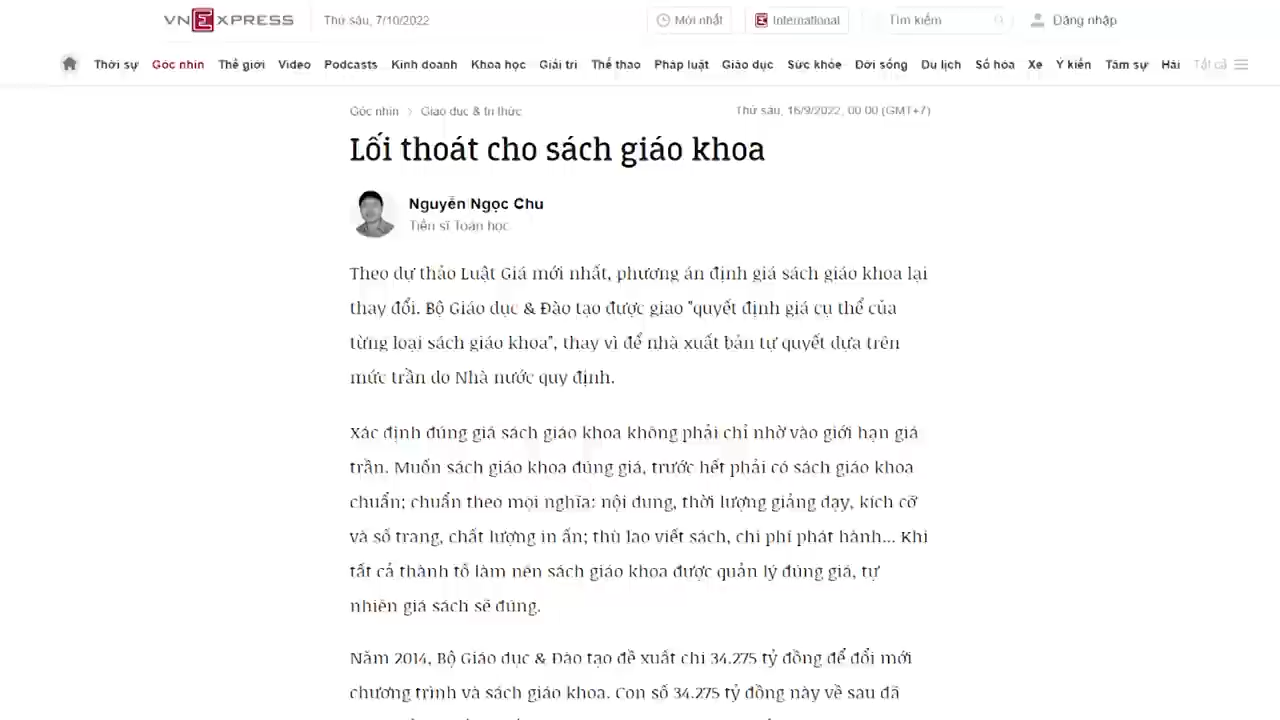 VNEXPRESS
Thứ sáu, 7/10/2022
Mới nhất
International
Tìm kiếm
Đăng nhập
Thời sự Góc nhìn Thế giới Video Podcasts Kinh doanh Khoa học Giải trí Thể thao Pháp luật Giáo dục Sức khỏe Đời sống Du lịch Số hóa Xe Ý kiến Tâm sự Hài Tất cả
Góc nhìn > Giáo dục & tri thức
Thứ sáu, 16/9/2022, 00:00 (GMT+7)
Lối thoát cho sách giáo khoa
Nguyễn Ngọc Chu
Tiến sĩ Toán học
Theo dự thảo Luật Giá mới nhất, phương án định giá sách giáo khoa lại
thay đổi. Bộ Giáo dục & Đào tạo được giao "quyết định giá cụ thể của
từng loại sách giáo khoa", thay vì để nhà xuất bản tự quyết dựa trên
mức trần do Nhà nước quy định.
Xác định đúng giá sách giáo khoa không phải chỉ nhờ vào giới hạn giá
trần. Muốn sách giáo khoa đúng giá, trước hết phải có sách giáo khoa
chuẩn; chuẩn theo mọi nghĩa: nội dung, thời lượng giảng dạy, kích cỡ
và số trang, chất lượng in ấn; thù lao viết sách, chi phí phát hành... Khi
tất cả thành tố làm nên sách giáo khoa được quản lý đúng giá, tự
nhiên giá sách sẽ đúng.
Năm 2014, Bộ Giáo dục & Đào tạo đề xuất chi 34.275 tỷ đồng để đổi mới
chương trình và sách giáo khoa. Con số 34.275 tỷ đồng này về sau đã